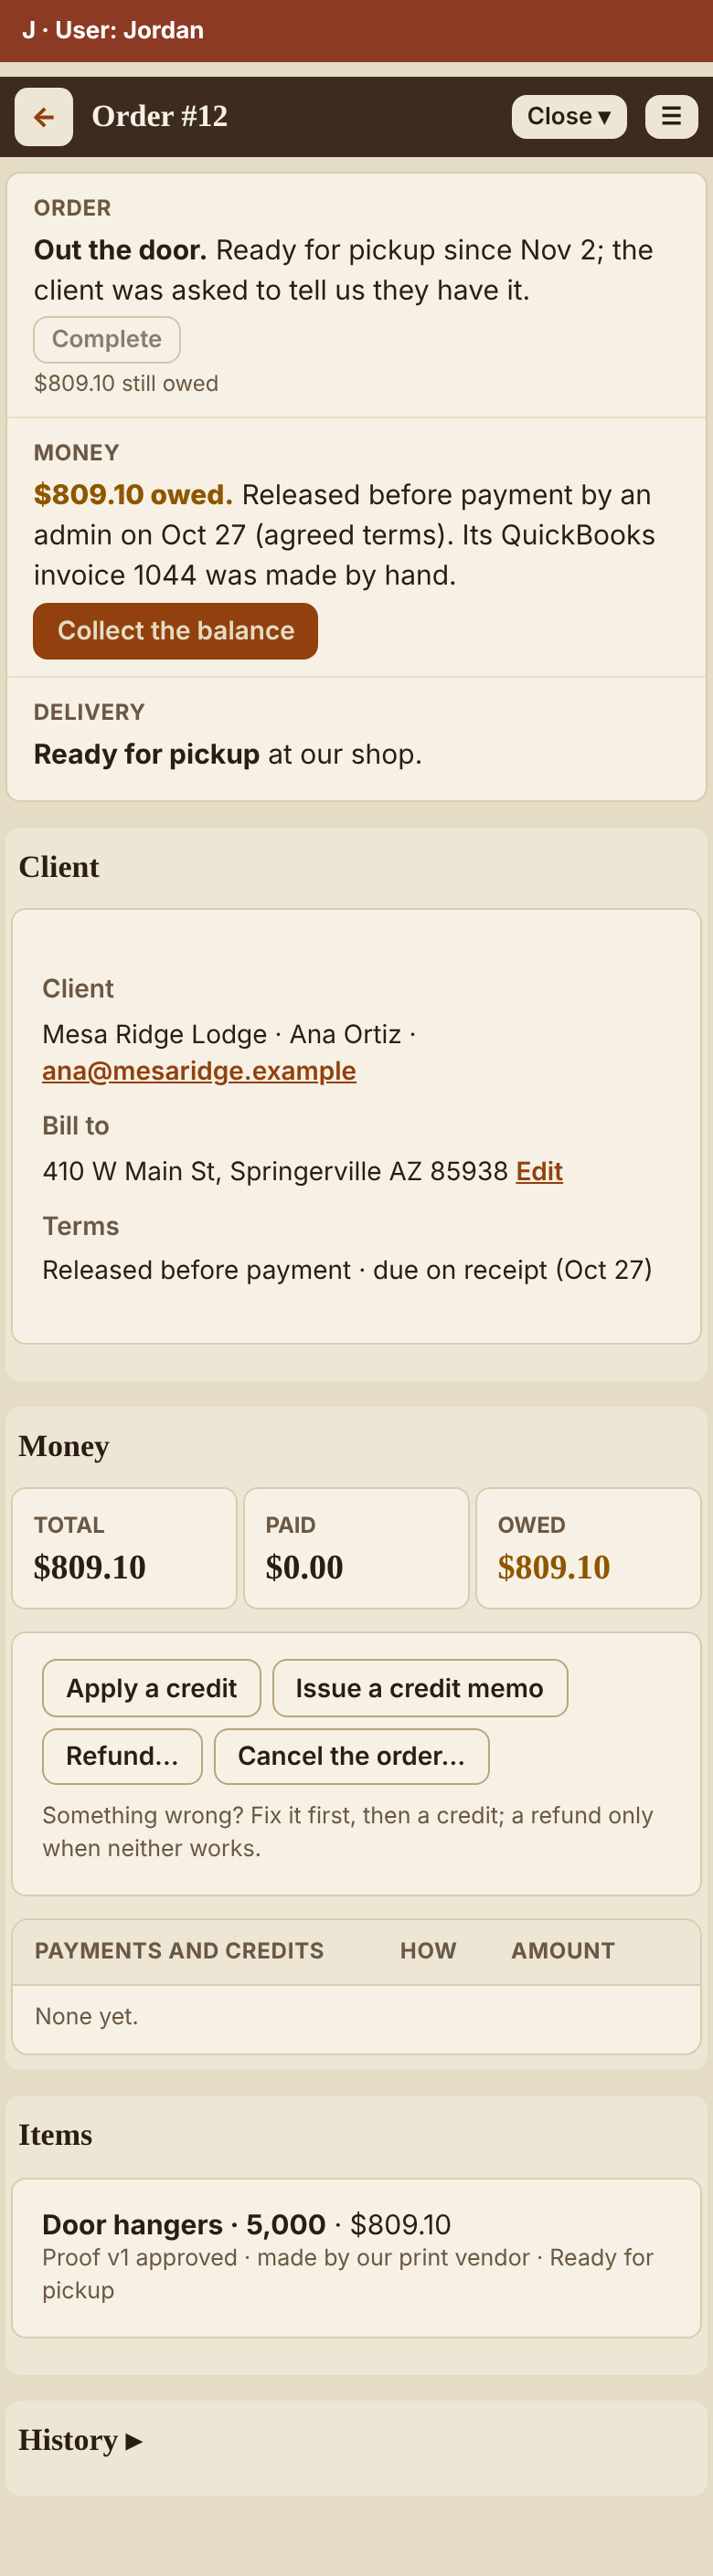 J · User: Jordan
← Order #12 Close ▾ ☰
ORDER
Out the door. Ready for pickup since Nov 2; the
client was asked to tell us they have it.
Complete
$809.10 still owed
MONEY
$809.10 owed. Released before payment by an
admin on Oct 27 (agreed terms). Its QuickBooks
invoice 1044 was made by hand.
Collect the balance
DELIVERY
Ready for pickup at our shop.
Client
Client
Mesa Ridge Lodge · Ana Ortiz ·
ana@mesaridge.example
Bill to
410 W Main St, Springerville AZ 85938 Edit
Terms
Released before payment · due on receipt (Oct 27)
Money
TOTAL PAID OWED
$809.10 $0.00 $809.10
Apply a credit Issue a credit memo
Refund... Cancel the order...
Something wrong? Fix it first, then a credit; a refund only
when neither works.
PAYMENTS AND CREDITS HOW AMOUNT
None yet.
Items
Door hangers · 5,000 · $809.10
Proof v1 approved · made by our print vendor · Ready for
pickup
History ▸